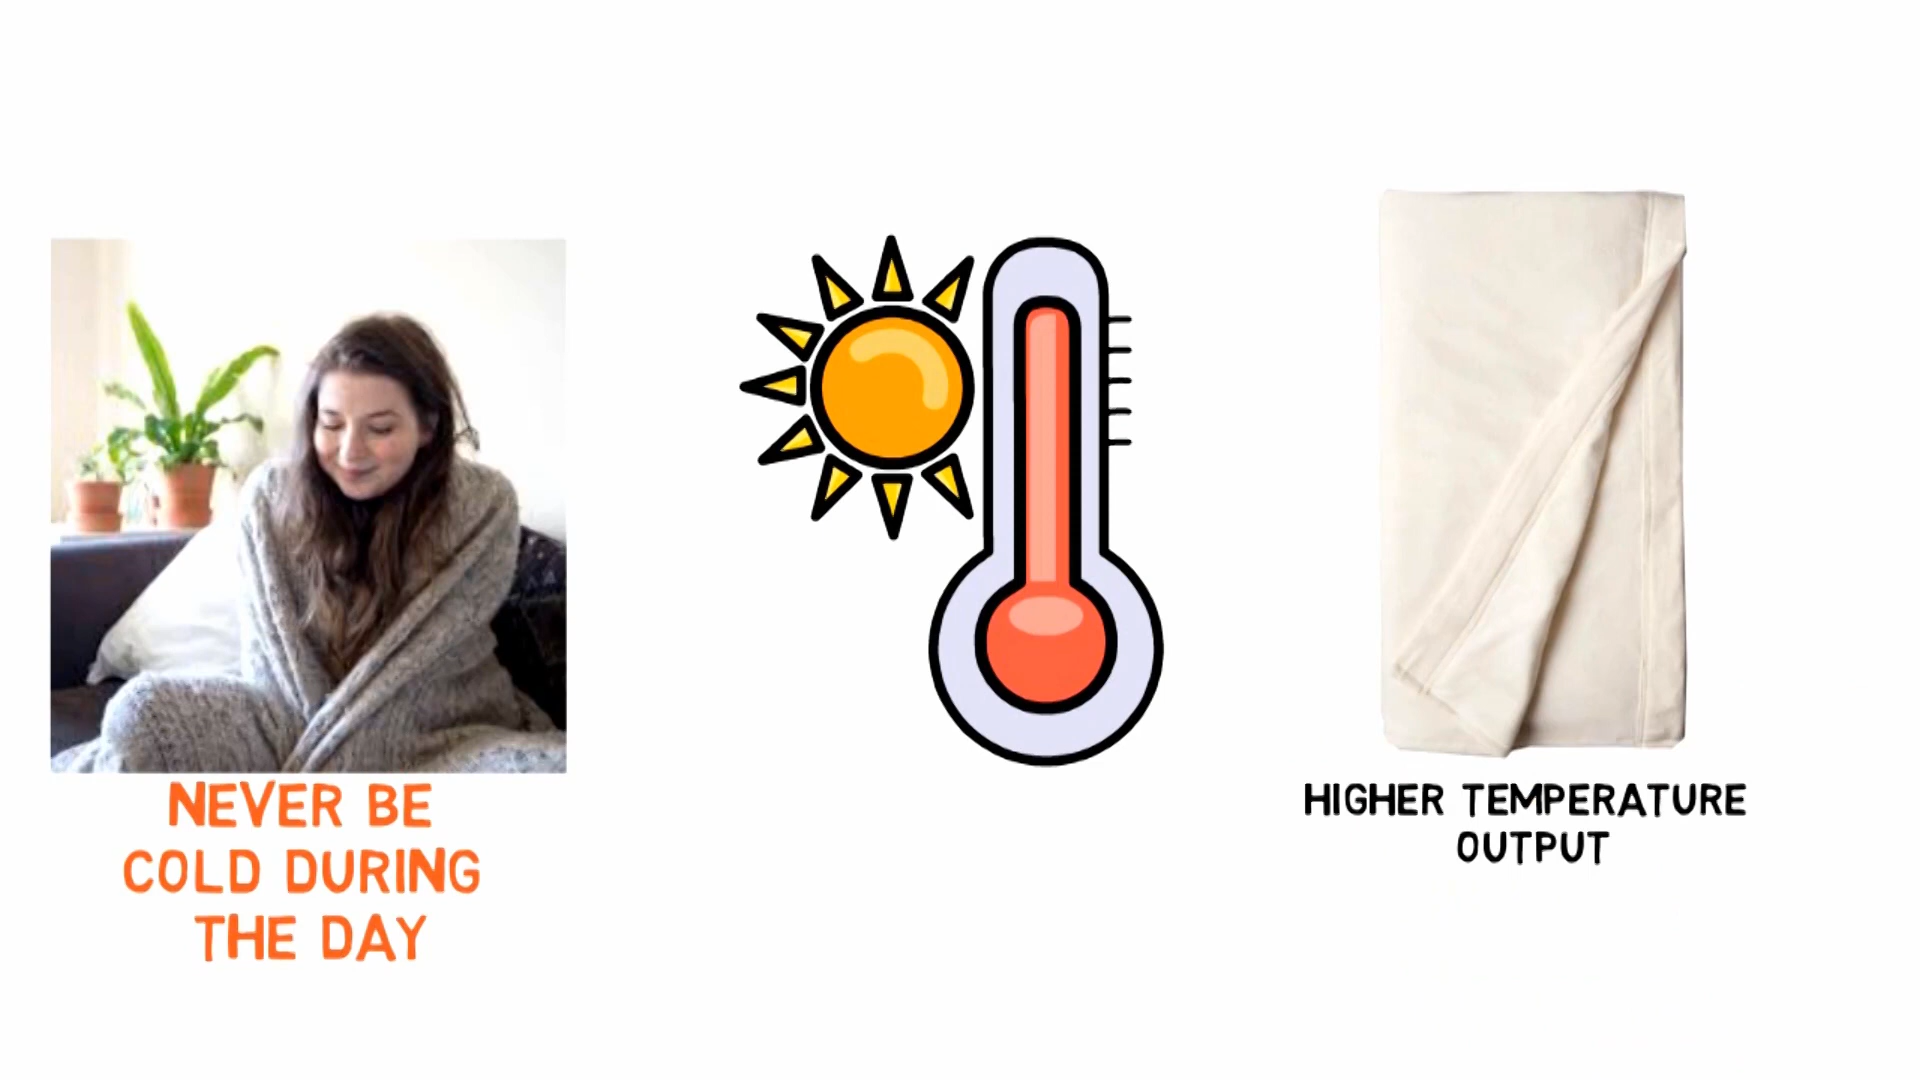 NEVER BE
COLD DURING
THE DAY
HIGHER TEMPERATURE
OUTPUT